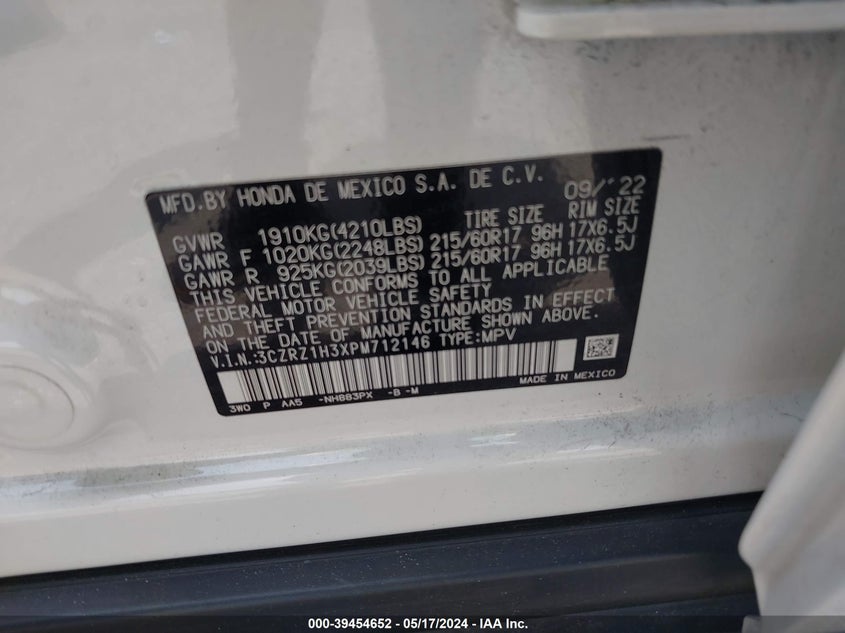 MFD.BY HONDA DE MEXICO S.A. DE C.V. 09/'22
TIRE SIZE RIM SIZE
GVWR 1910KG(4210LBS)
GAWR F 1020KG(2248LBS) 215/60R17 96H 17X6.5J
GAWR R 925KG(2039LBS) 215/60R17 96H 17X6.5J
THIS VEHICLE CONFORMS TO ALL APPLICABLE
FEDERAL MOTOR VEHICLE SAFETY
AND THEFT PREVENTION STANDARDS IN EFFECT
ON THE DATE OF MANUFACTURE SHOWN ABOVE.
V.I.N.:3CZRZ1H3XPM712146 TYPE:MPV
3W0 P AA5 -NH883PX -B -M MADE IN MEXICO
000-39454652 / 05/17/2024 - IAA Inc.